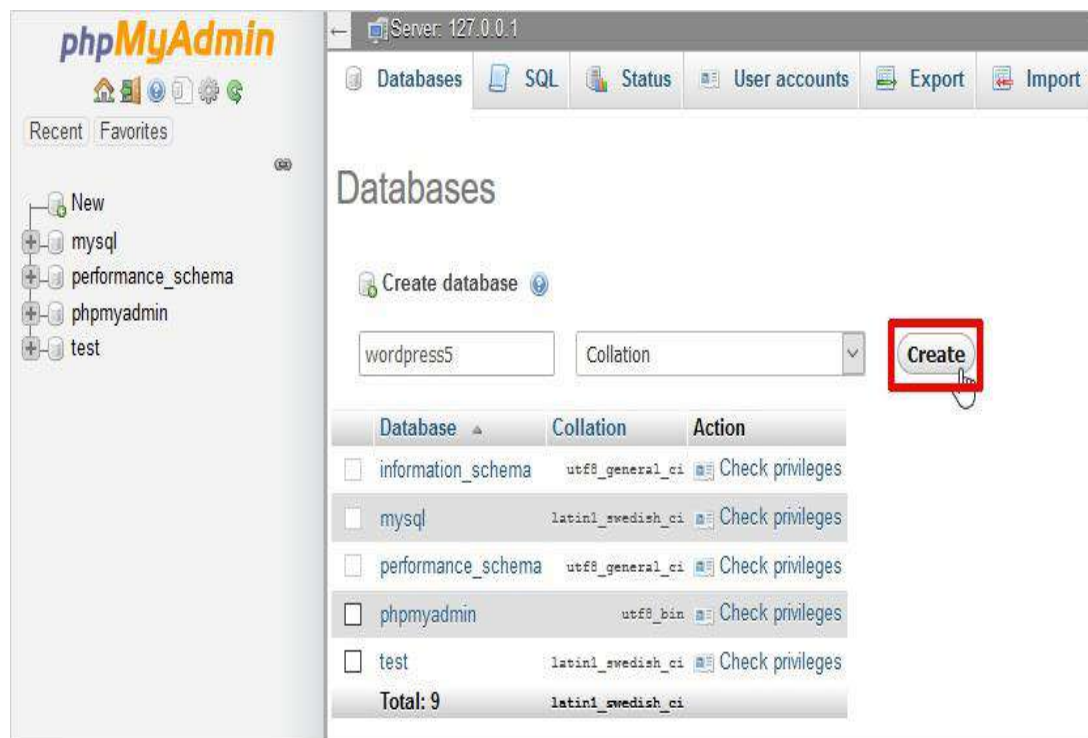 phpMyAdmin
Recent Favorites
New
mysql
performance_schema
phpmyadmin
test
Server: 127.0.0.1
Databases SQL Status User accounts Export Import
Databases
Create database
wordpress5 Collation Create
Database Collation Action
information_schema utf8_general_ci Check privileges
mysql latin1_swedish_ci Check privileges
performance_schema utf8_general_ci Check privileges
phpmyadmin utf8_bin Check privileges
test latin1_swedish_ci Check privileges
Total: 9 latin1_swedish_ci